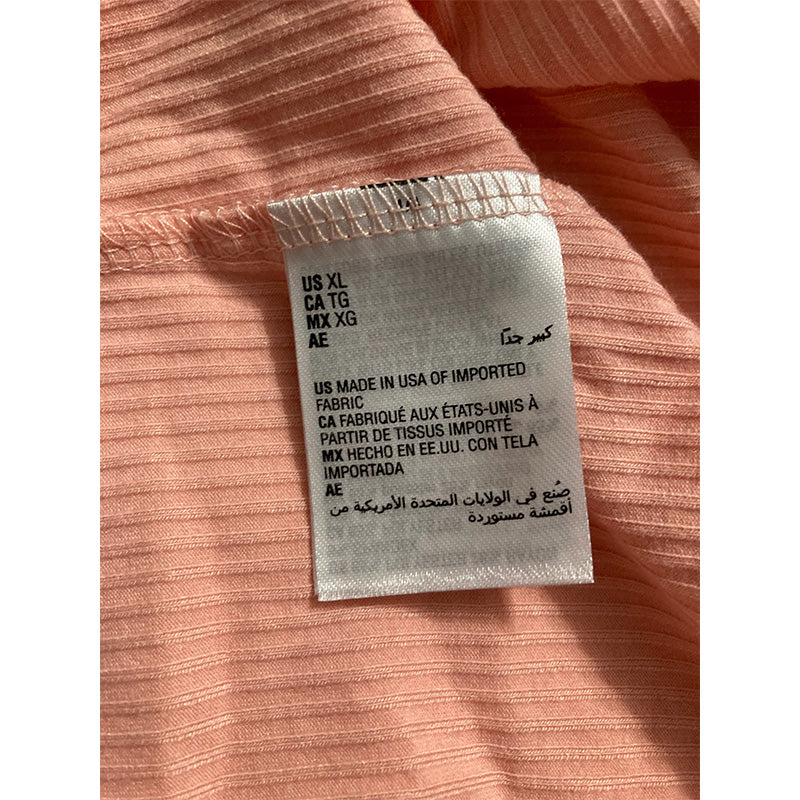 US XL
CA TG
MX XG
AE
كبير جدًا
US MADE IN USA OF IMPORTED
FABRIC
CA FABRIQUÉ AUX ÉTATS-UNIS À
PARTIR DE TISSUS IMPORTÉ
MX HECHO EN EE.UU. CON TELA
IMPORTADA
AE
صُنع في الولايات المتحدة الأمريكية من
أقمشة مستوردة